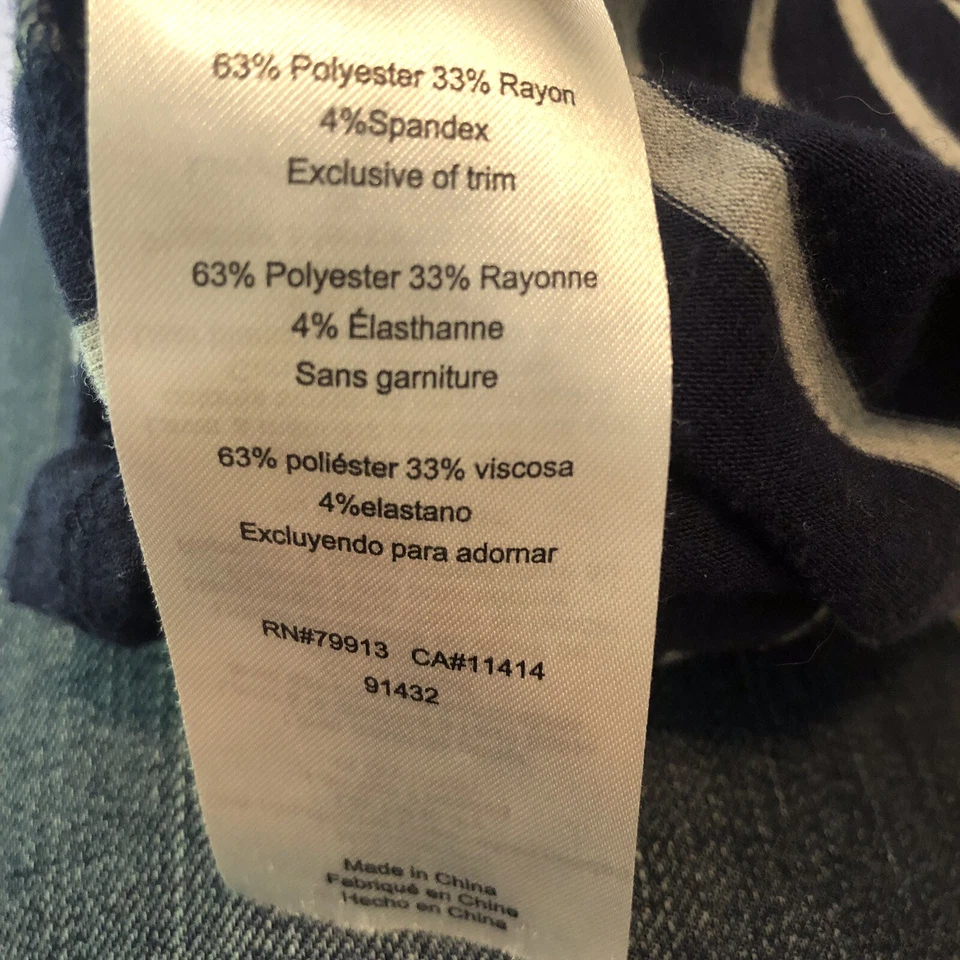 63% Polyester 33% Rayon
4%Spandex
Exclusive of trim
63% Polyester 33% Rayonne
4% Élasthanne
Sans garniture
63% poliéster 33% viscosa
4%elastano
Excluyendo para adornar
RN#79913 CA#11414
91432
Made in China
Fabriqué en Chine
Hecho en China